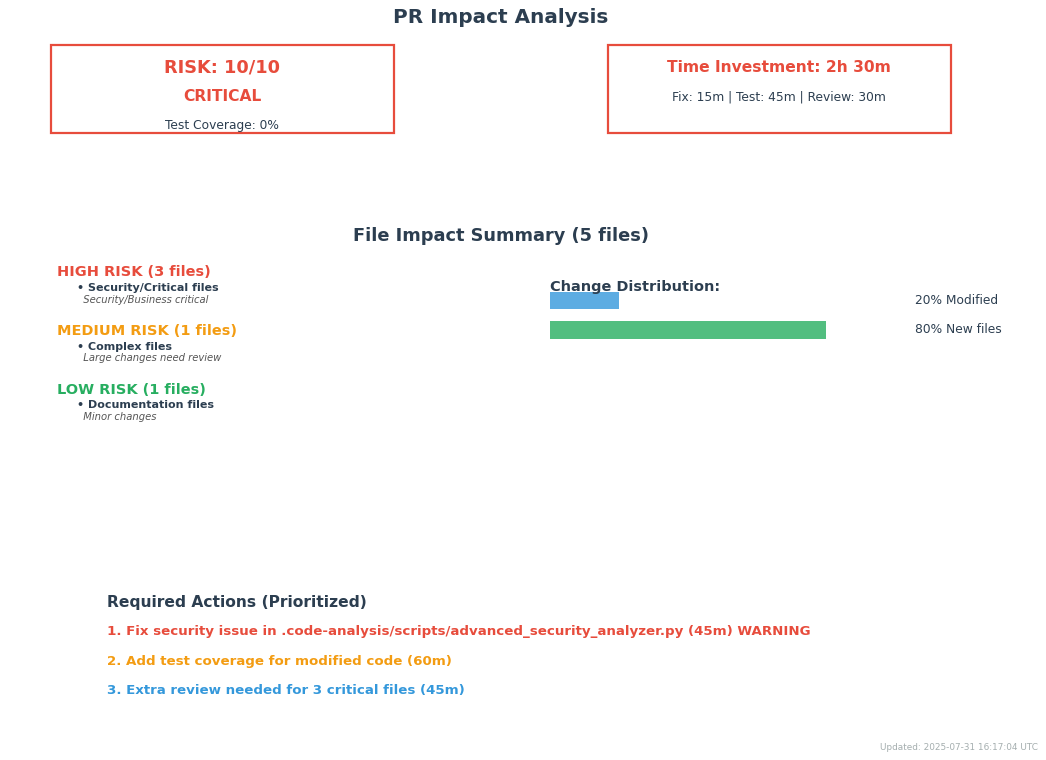 PR Impact Analysis
RISK: 10/10
CRITICAL
Test Coverage: 0%
Time Investment: 2h 30m
Fix: 15m | Test: 45m | Review: 30m
File Impact Summary (5 files)
HIGH RISK (3 files)
• Security/Critical files
Security/Business critical
MEDIUM RISK (1 files)
• Complex files
Large changes need review
LOW RISK (1 files)
• Documentation files
Minor changes
Change Distribution:
20% Modified
80% New files
Required Actions (Prioritized)
1. Fix security issue in .code-analysis/scripts/advanced_security_analyzer.py (45m) WARNING
2. Add test coverage for modified code (60m)
3. Extra review needed for 3 critical files (45m)
Updated: 2025-07-31 16:17:04 UTC